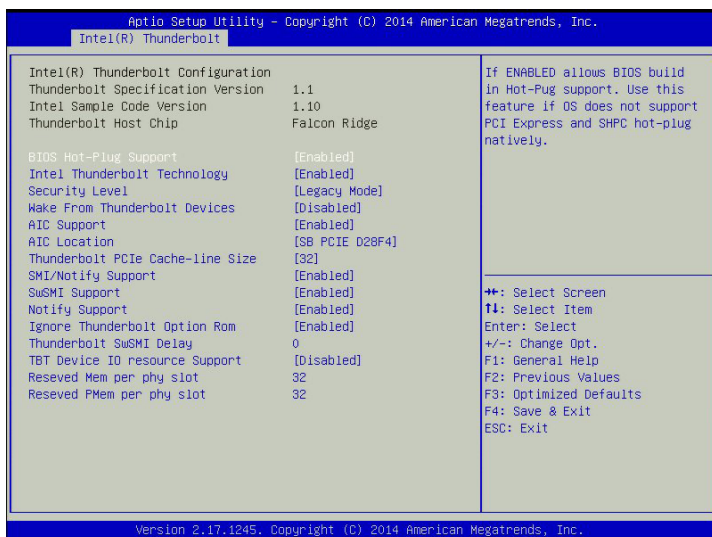 Aptio Setup Utility – Copyright (C) 2014 American Megatrends, Inc.
Intel(R) Thunderbolt
Intel(R) Thunderbolt Configuration
Thunderbolt Specification Version 1.1
Intel Sample Code Version 1.10
Thunderbolt Host Chip Falcon Ridge
BIOS Hot-Plug Support [Enabled]
Intel Thunderbolt Technology [Enabled]
Security Level [Legacy Mode]
Wake From Thunderbolt Devices [Disabled]
AIC Support [Enabled]
AIC Location [SB PCIE D28F4]
Thunderbolt PCIe Cache-line Size [32]
SMI/Notify Support [Enabled]
SwSMI Support [Enabled]
Notify Support [Enabled]
Ignore Thunderbolt Option Rom [Enabled]
Thunderbolt SwSMI Delay 0
TBT Device IO resource Support [Disabled]
Reseved Mem per phy slot 32
Reseved PMem per phy slot 32
If ENABLED allows BIOS build
in Hot-Pug support. Use this
feature if OS does not support
PCI Express and SHPC hot-plug
natively.
→←: Select Screen
↑↓: Select Item
Enter: Select
+/-: Change Opt.
F1: General Help
F2: Previous Values
F3: Optimized Defaults
F4: Save & Exit
ESC: Exit
Version 2.17.1245. Copyright (C) 2014 American Megatrends, Inc.